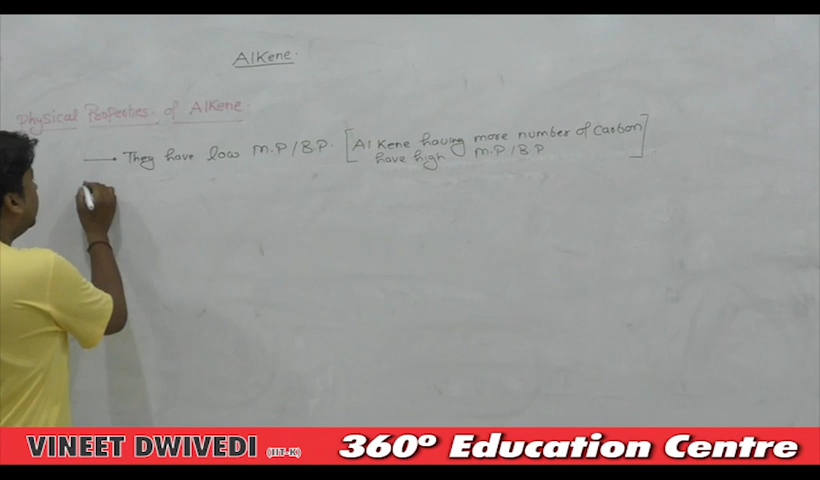 Alkene.
Physical Properties of Alkene.
They have low M.P/B.P. [Alkene having more number of Carbon
have high M.P/B.P]
VINEET DWIVEDI (IIT-K) 360° Education Centre